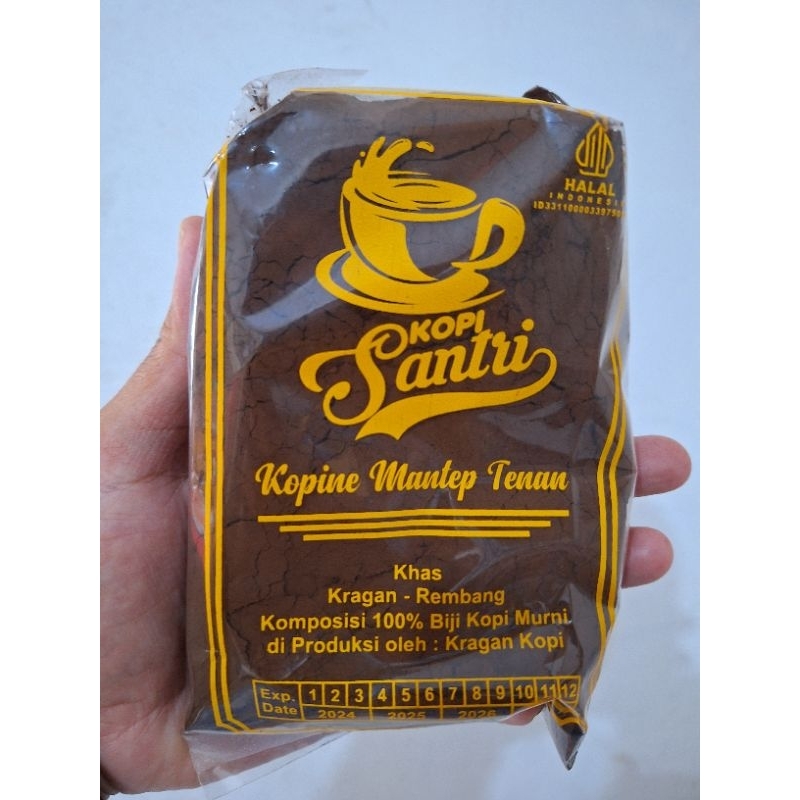 HALAL
INDONESIA
KOPI
Santri
Kopine Mantep Tenan
Khas
Kragan - Rembang
Komposisi 100% Biji Kopi Murni
di Produksi oleh : Kragan Kopi
Exp. Date 1 2 3 4 5 6 7 8 9 10 11 12
2024 2025 2026